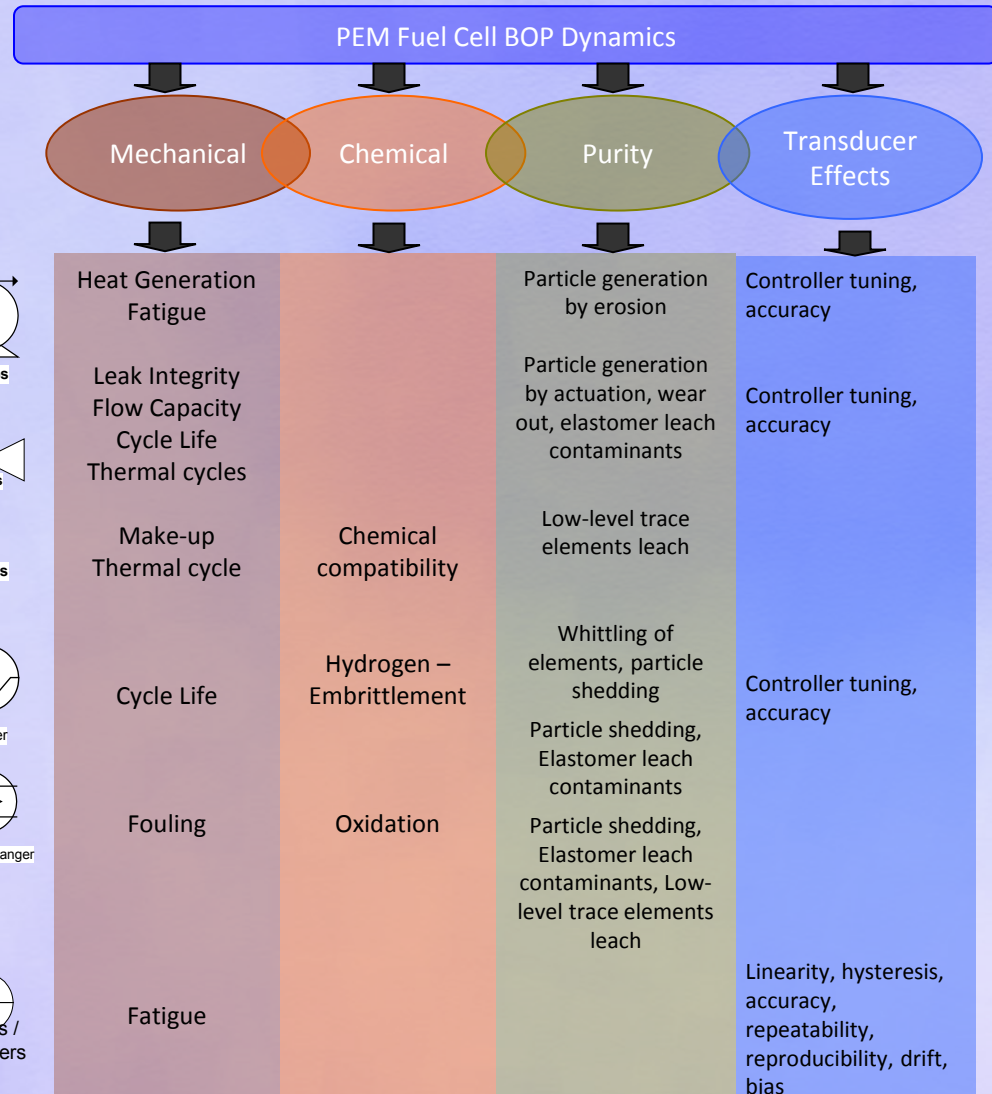 PEM Fuel Cell BOP Dynamics
Mechanical
Chemical
Purity
Transducer
Effects
Heat Generation
Fatigue
Particle generation
by erosion
Controller tuning,
accuracy
Leak Integrity
Flow Capacity
Cycle Life
Thermal cycles
Particle generation
by actuation, wear
out, elastomer leach
contaminants
Controller tuning,
accuracy
Make-up
Thermal cycle
Chemical
compatibility
Low-level trace
elements leach
Cycle Life
Hydrogen –
Embrittlement
Whittling of
elements, particle
shedding
Controller tuning,
accuracy
Particle shedding,
Elastomer leach
contaminants
Fouling
Oxidation
Particle shedding,
Elastomer leach
contaminants, Low-
level trace elements
leach
Fatigue
Linearity, hysteresis,
accuracy,
repeatability,
reproducibility, drift,
bias